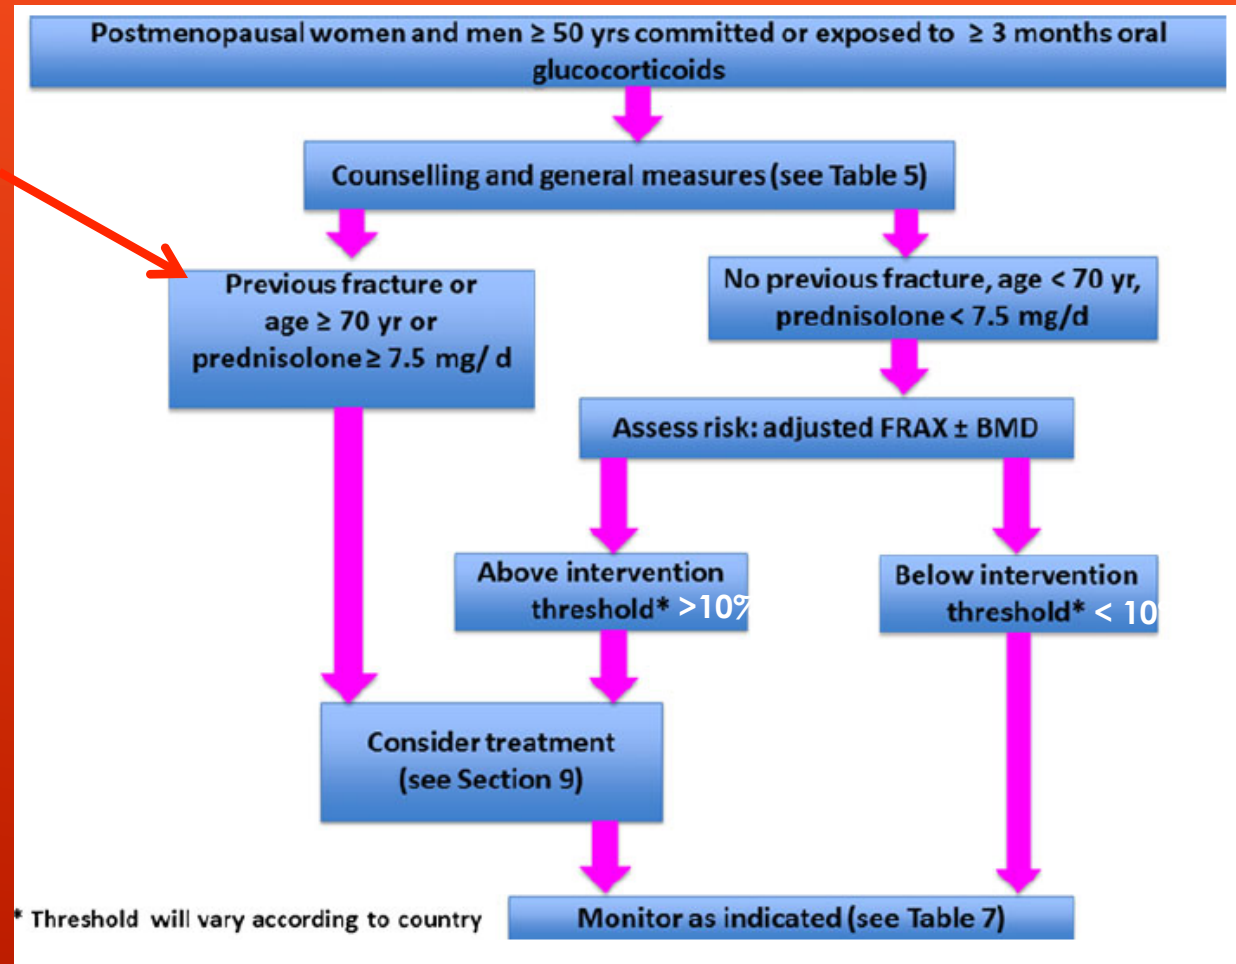 Postmenopausal women and men ≥ 50 yrs committed or exposed to ≥ 3 months oral
glucocorticoids
Counselling and general measures (see Table 5)
Previous fracture or
age ≥ 70 yr or
prednisolone ≥ 7.5 mg/ d
No previous fracture, age < 70 yr,
prednisolone < 7.5 mg/d
Assess risk: adjusted FRAX ± BMD
Above intervention
threshold* >10%
Below intervention
threshold* < 10
Consider treatment
(see Section 9)
* Threshold will vary according to country
Monitor as indicated (see Table 7)